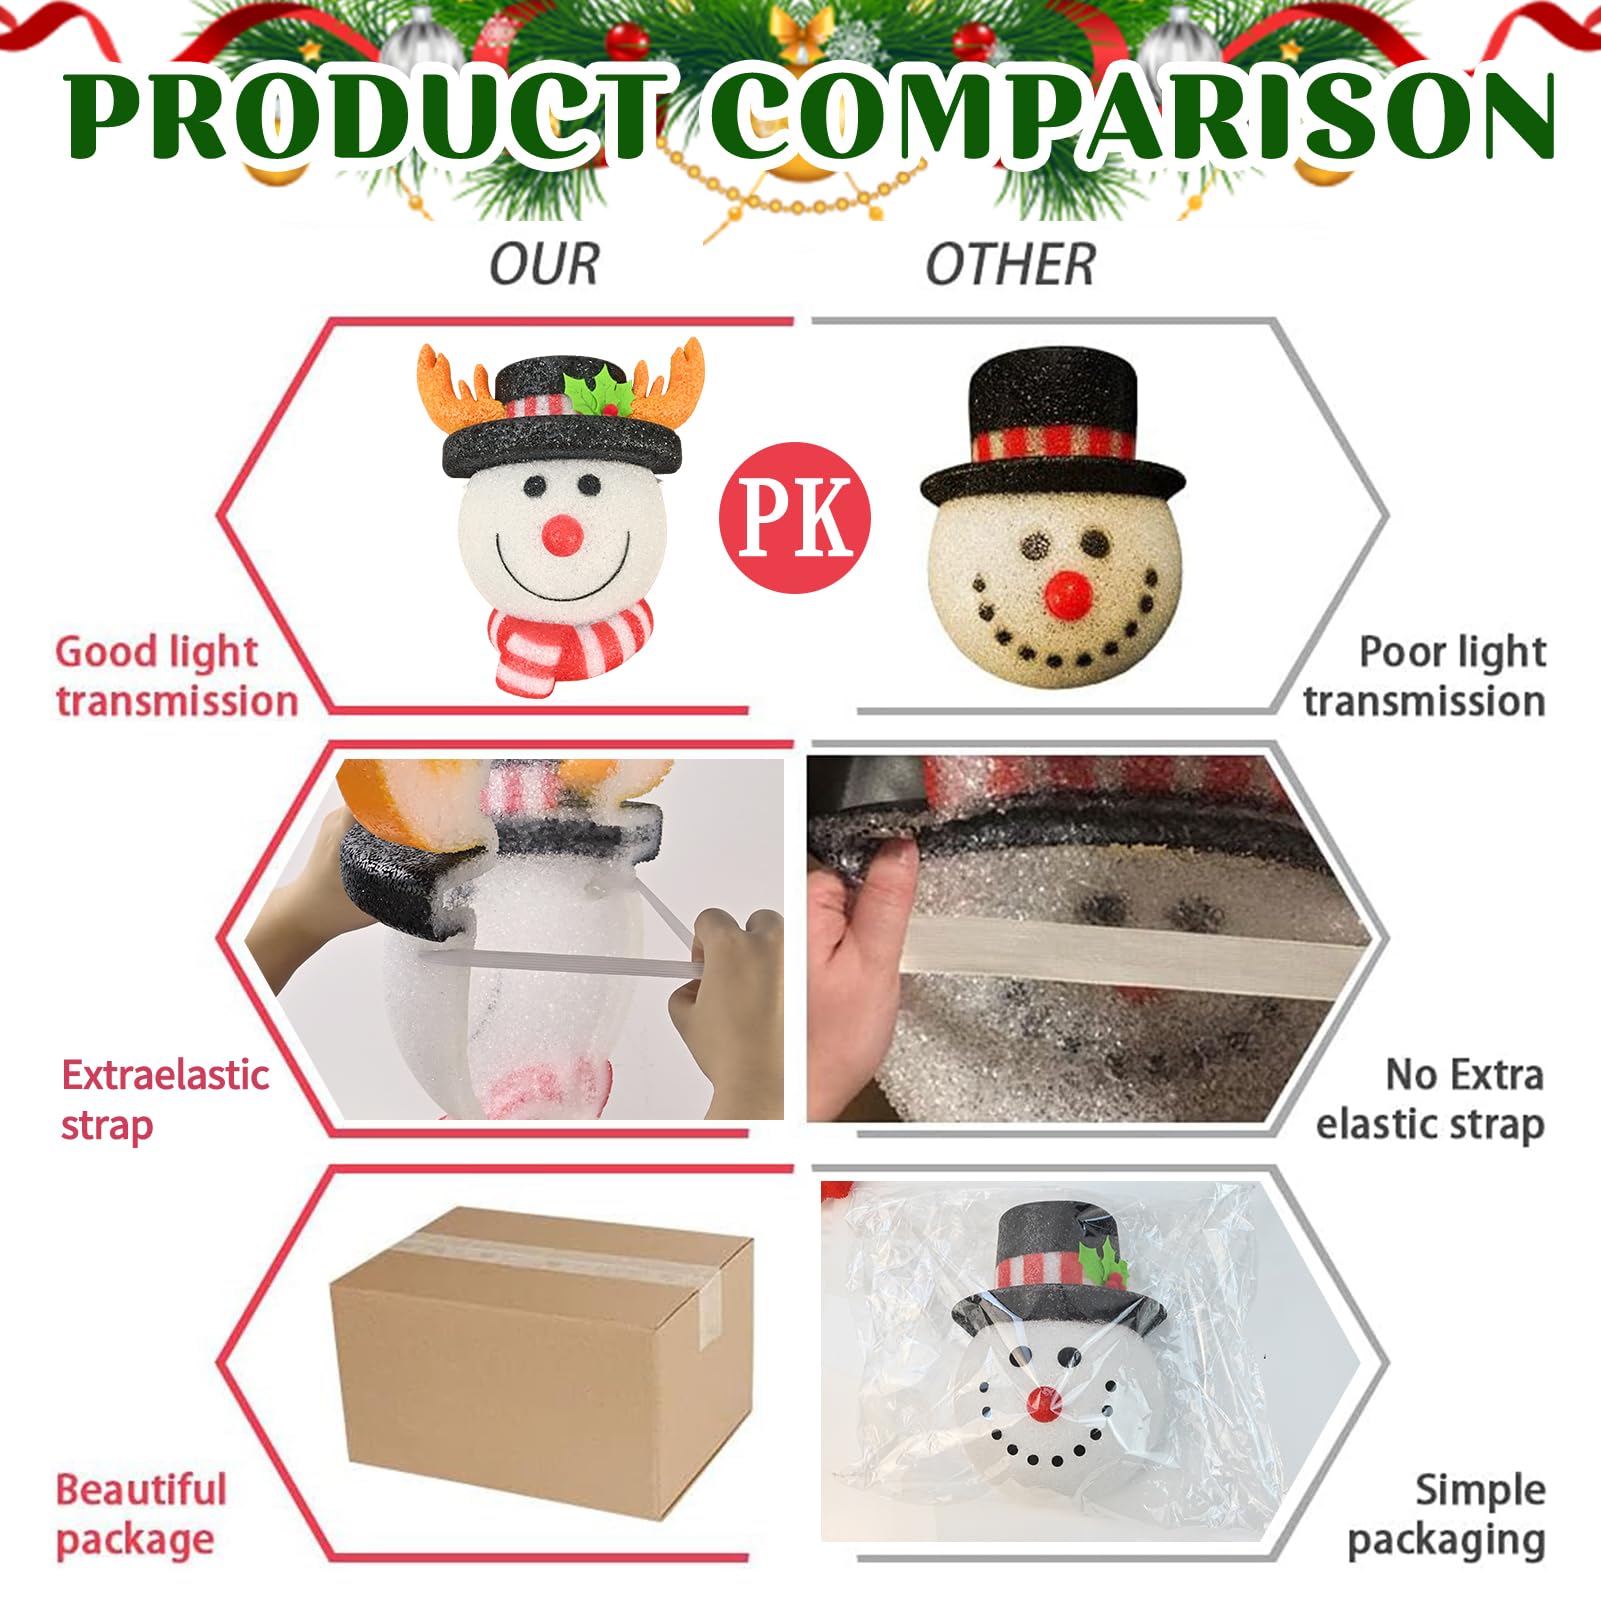 PRODUCT COMPARISON
OUR
OTHER
PK
Good light
transmission
Poor light
transmission
Extraelastic
strap
No Extra
elastic strap
Beautiful
package
Simple
packaging